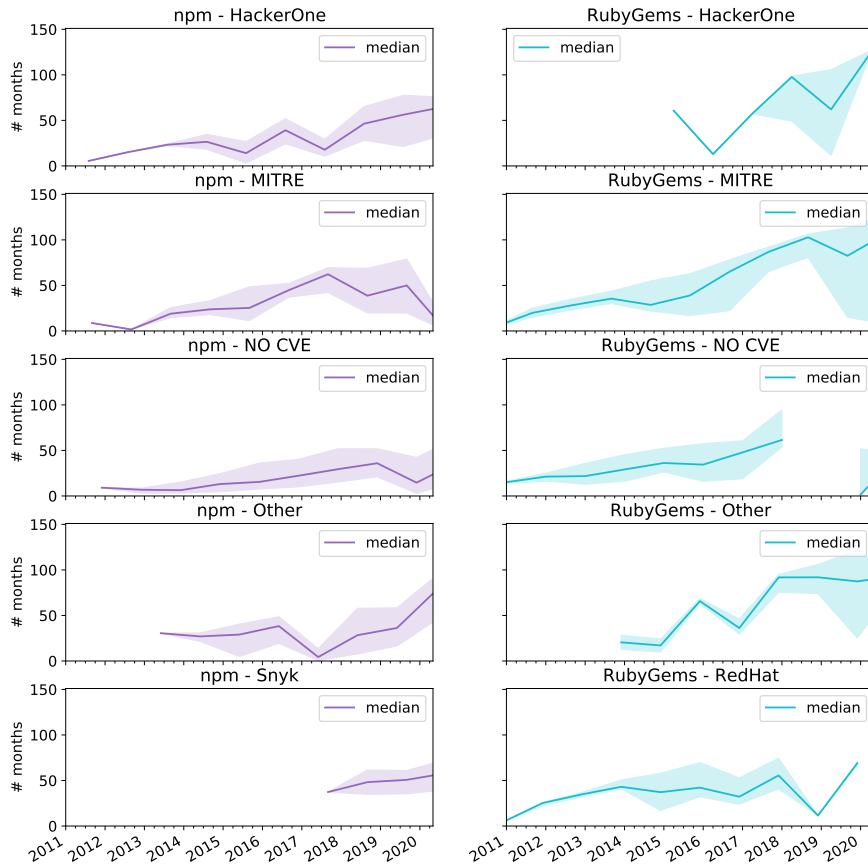 npm - HackerOne
RubyGems - HackerOne
# months
150
100
50
0
median
median
npm - MITRE
RubyGems - MITRE
# months
150
100
50
0
median
median
npm - NO CVE
RubyGems - NO CVE
# months
150
100
50
0
median
median
npm - Other
RubyGems - Other
# months
150
100
50
0
median
median
npm - Snyk
RubyGems - RedHat
# months
150
100
50
0
median
median
2011 2012 2013 2014 2015 2016 2017 2018 2019 2020
2011 2012 2013 2014 2015 2016 2017 2018 2019 2020